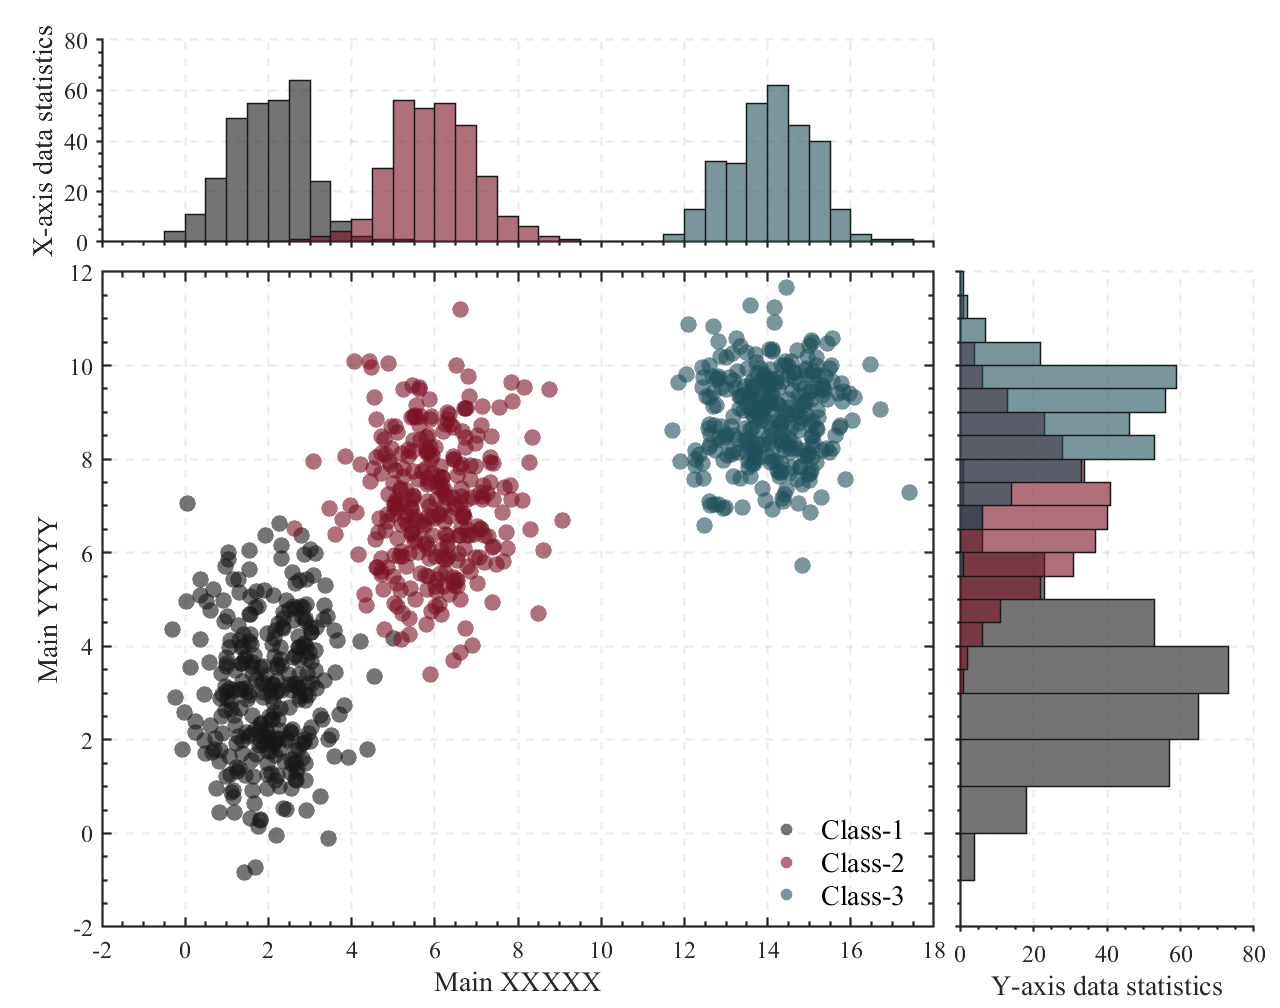 X-axis data statistics
80
60
40
20
0
Main YYYYY
12
10
8
6
4
2
0
-2
Class-1
Class-2
Class-3
-2 0 2 4 6 8 10 12 14 16 18
Main XXXXX
0 20 40 60 80
Y-axis data statistics